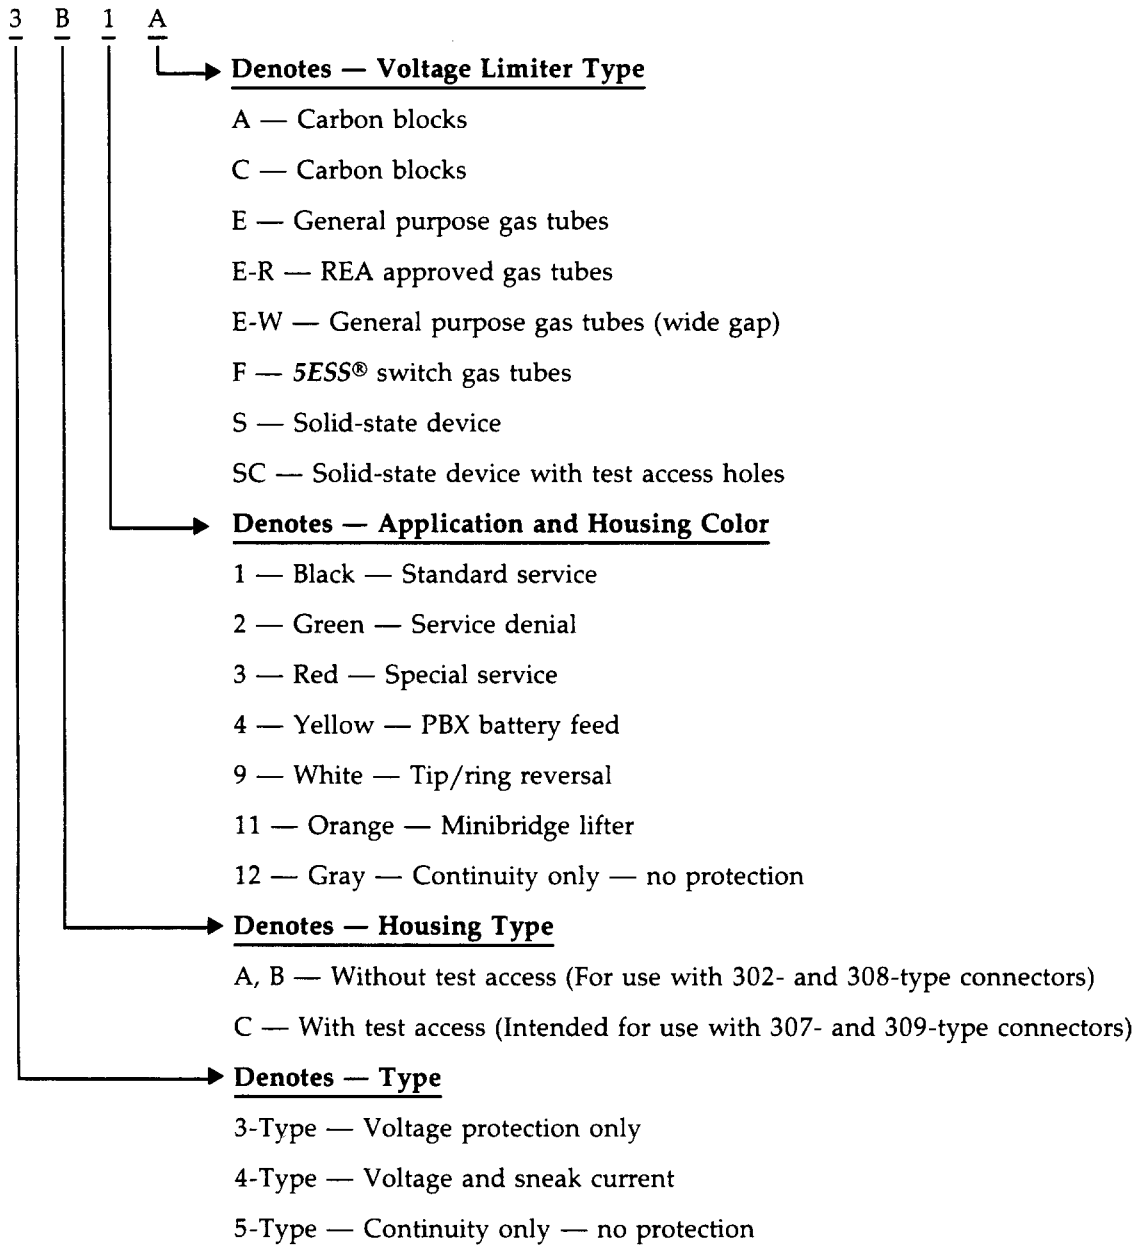 3 B 1 A
Denotes — Voltage Limiter Type
A — Carbon blocks
C — Carbon blocks
E — General purpose gas tubes
E-R — REA approved gas tubes
E-W — General purpose gas tubes (wide gap)
F — 5ESS® switch gas tubes
S — Solid-state device
SC — Solid-state device with test access holes
Denotes — Application and Housing Color
1 — Black — Standard service
2 — Green — Service denial
3 — Red — Special service
4 — Yellow — PBX battery feed
9 — White — Tip/ring reversal
11 — Orange — Minibridge lifter
12 — Gray — Continuity only — no protection
Denotes — Housing Type
A, B — Without test access (For use with 302- and 308-type connectors)
C — With test access (Intended for use with 307- and 309-type connectors)
Denotes — Type
3-Type — Voltage protection only
4-Type — Voltage and sneak current
5-Type — Continuity only — no protection